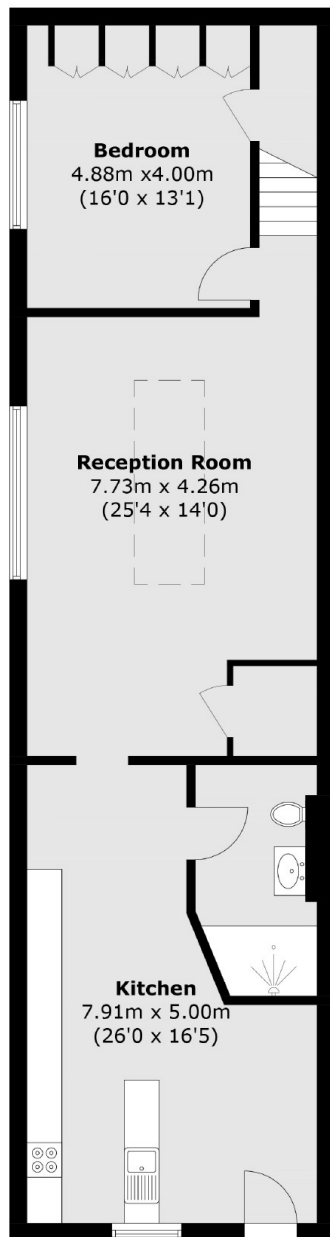 Bedroom
4.88m x4.00m
(16'0 x 13'1)
Reception Room
7.73m x 4.26m
(25'4 x 14'0)
Kitchen
7.91m x 5.00m
(26'0 x 16'5)